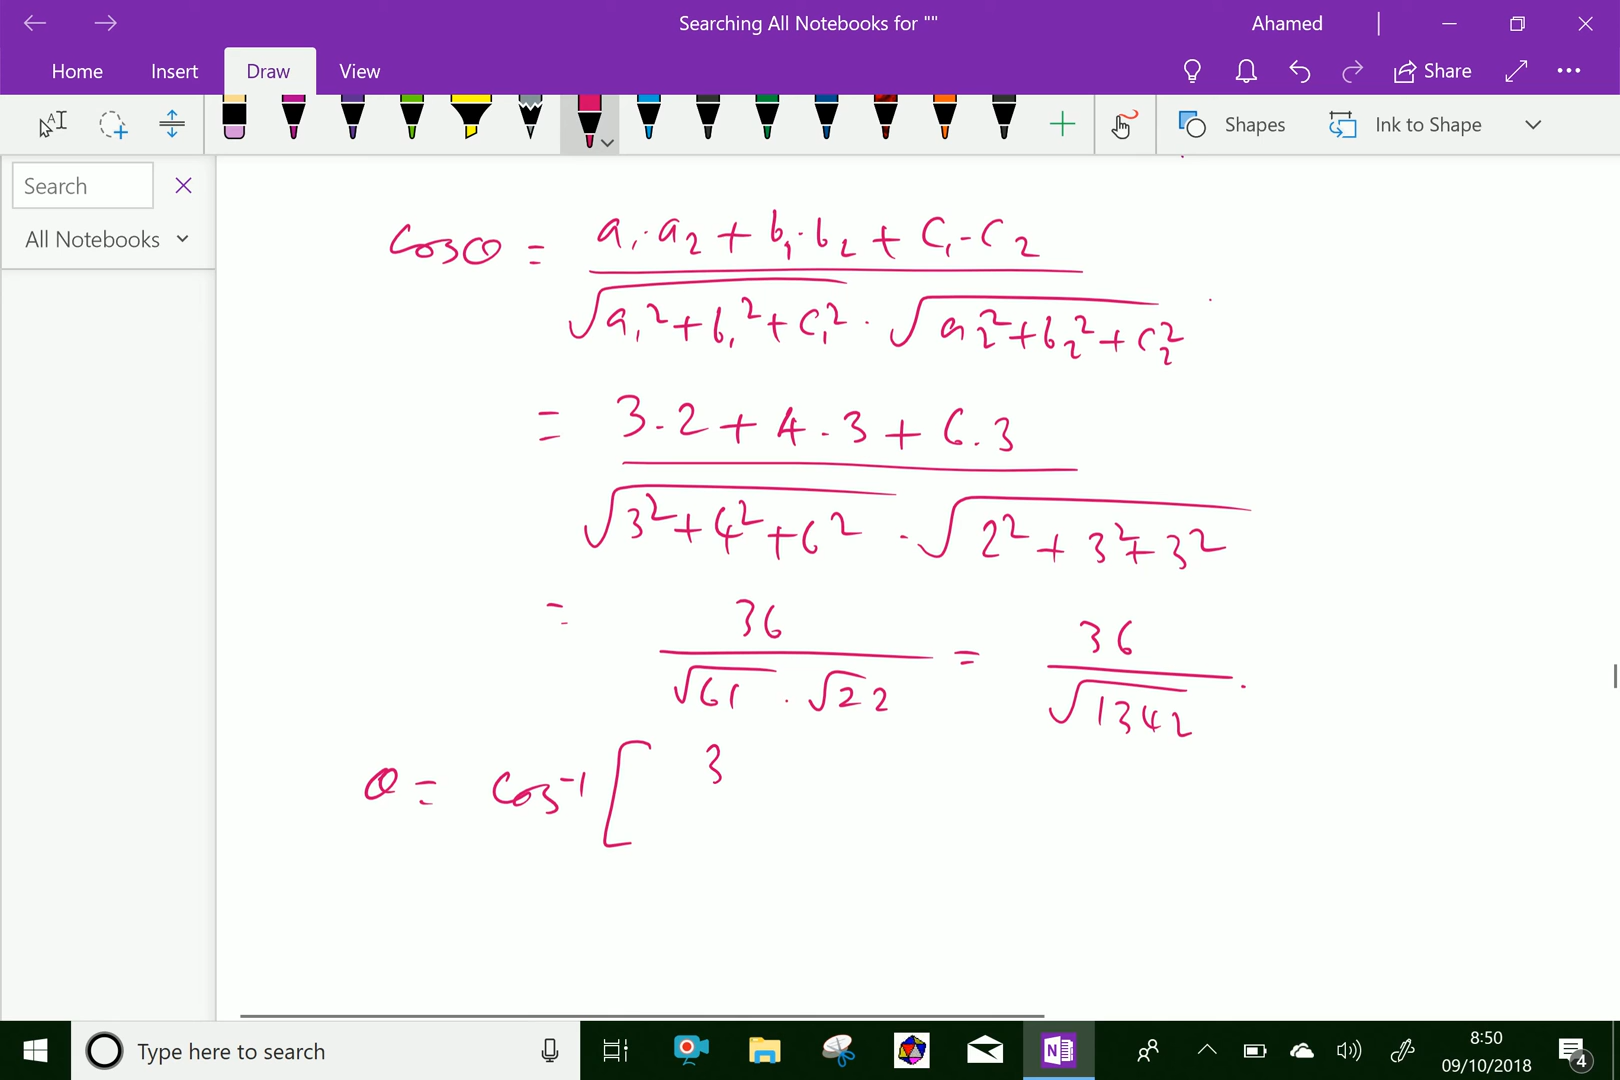 Searching All Notebooks for ""
Ahamed
Home Insert Draw View
Share
Shapes
Ink to Shape
Search
All Notebooks
cosθ = a₁·a₂ + b₁·b₂ + c₁·c₂
√a₁² + b₁² + c₁² · √a₂² + b₂² + c₂²
= 3·2 + 4·3 + 6·3
√3² + 4² + 6² · √2² + 3² + 3²
= 36 = 36
√61 · √22 √1342
θ = cos⁻¹ [ 3
Type here to search
8:50
09/10/2018
4